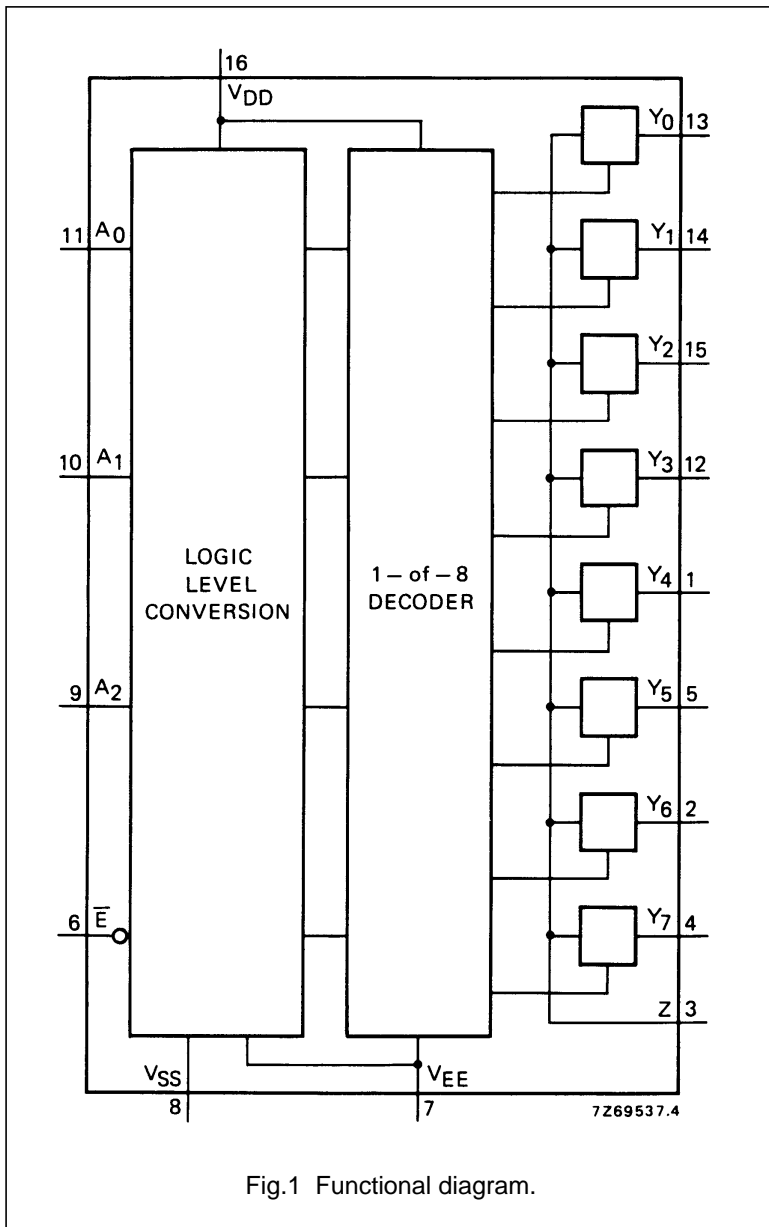 16
VDD
Y0 13
11 A0
Y1 14
Y2 15
10 A1
Y3 12
LOGIC
LEVEL
CONVERSION
1 – of – 8
DECODER
Y4 1
9 A2
Y5 5
Y6 2
6 E̅
Y7 4
Z 3
VSS
VEE
8
7
7Z69537.4
Fig.1 Functional diagram.